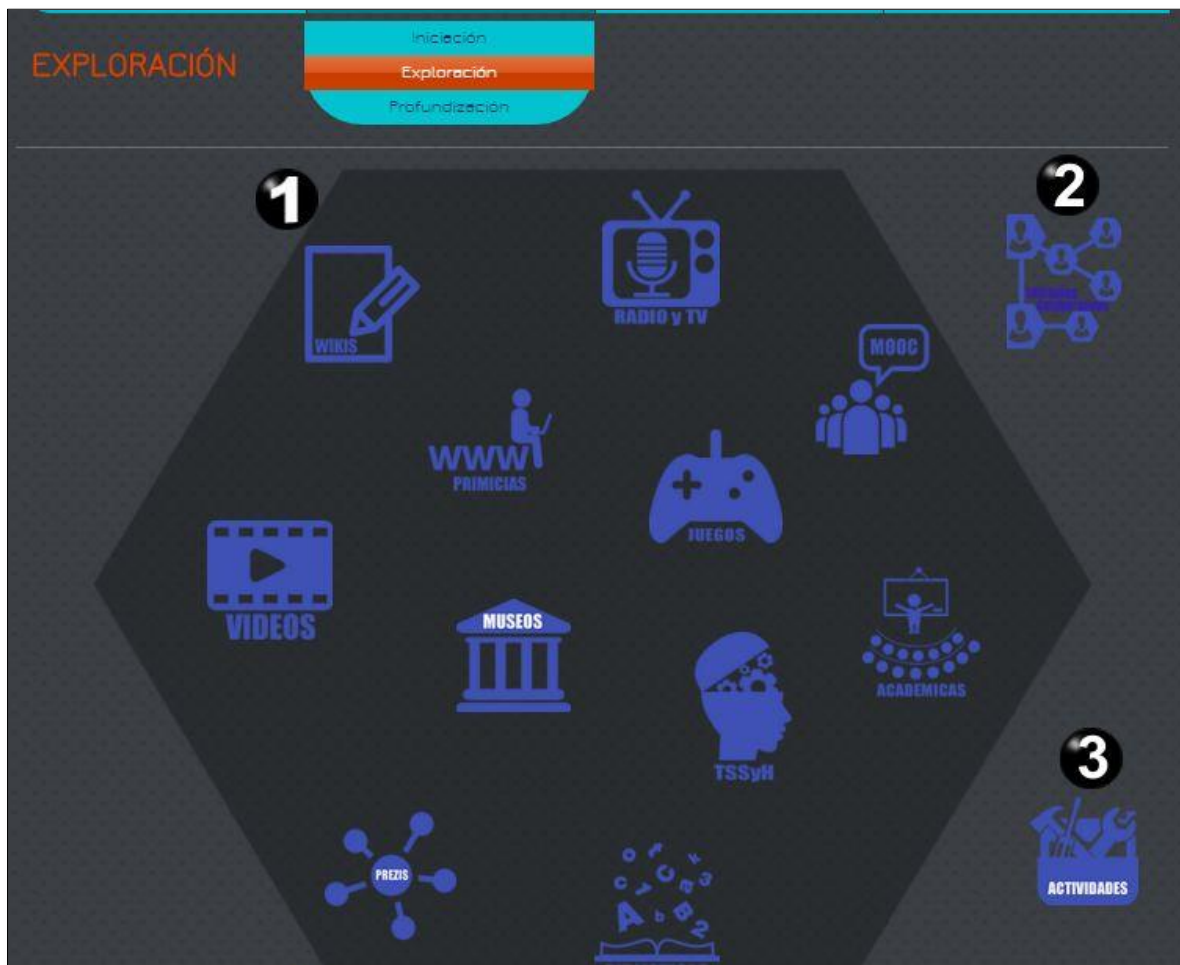 EXPLORACIÓN
Iniciación
Exploración
Profundización
1
2
RADIO y TV
WIKIS
MOOC
WWW
PRIMICIAS
JUEGOS
VIDEOS
MUSEOS
ACADEMICAS
TSSyH
3
PREZIS
ACTIVIDADES